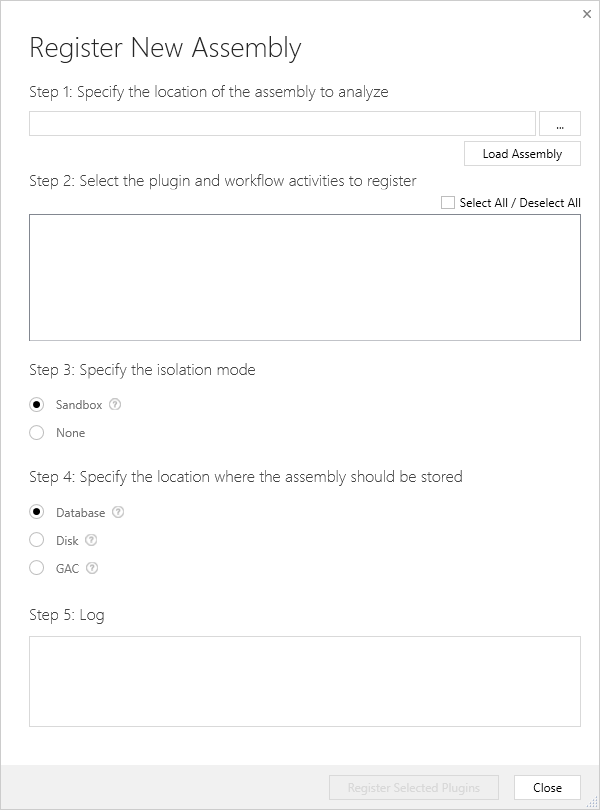 Register New Assembly
Step 1: Specify the location of the assembly to analyze
...
Load Assembly
Step 2: Select the plugin and workflow activities to register
Select All / Deselect All
Step 3: Specify the isolation mode
Sandbox ?
None
Step 4: Specify the location where the assembly should be stored
Database ?
Disk ?
GAC ?
Step 5: Log
Register Selected Plugins Close